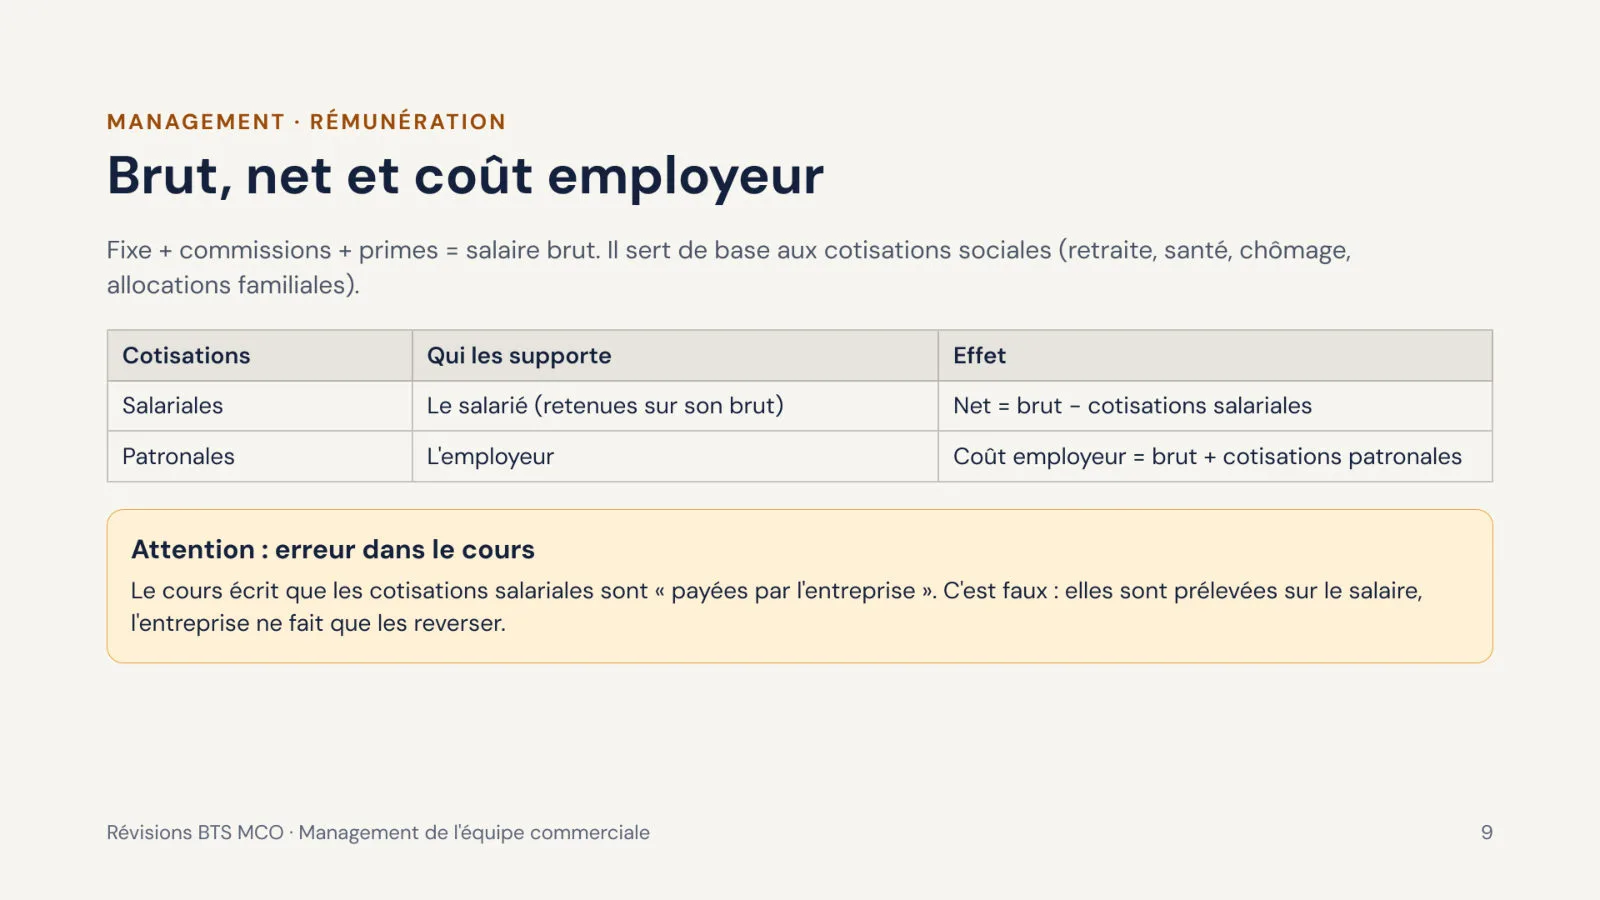 MANAGEMENT · RÉMUNÉRATION
Brut, net et coût employeur
Fixe + commissions + primes = salaire brut. Il sert de base aux cotisations sociales (retraite, santé, chômage,
allocations familiales).
Cotisations Qui les supporte Effet
Salariales Le salarié (retenues sur son brut) Net = brut − cotisations salariales
Patronales L'employeur Coût employeur = brut + cotisations patronales
Attention : erreur dans le cours
Le cours écrit que les cotisations salariales sont « payées par l'entreprise ». C'est faux : elles sont prélevées sur le salaire,
l'entreprise ne fait que les reverser.
Révisions BTS MCO · Management de l'équipe commerciale 9